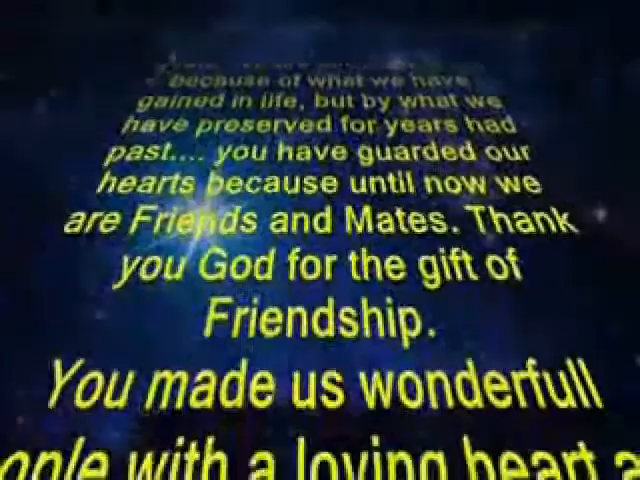 because of what we have
gained in life, but by what we
have preserved for years had
past.... you have guarded our
hearts because until now we
are Friends and Mates. Thank
you God for the gift of
Friendship.
You made us wonderfull
with a loving heart